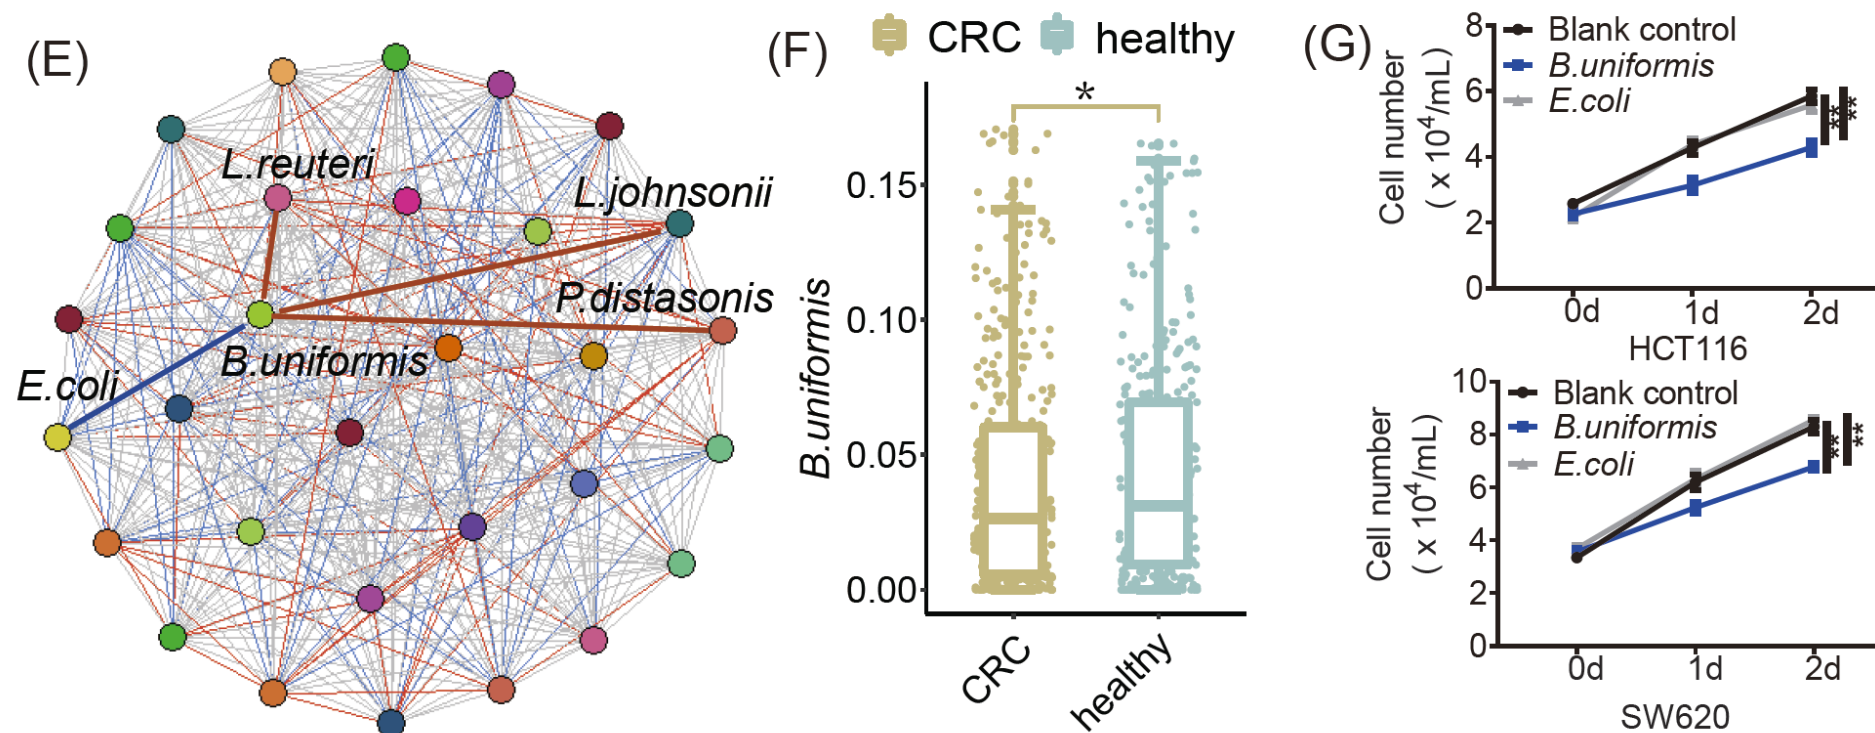 (E)
L.reuteri
L.johnsonii
P.distasonis
B.uniformis
E.coli
(F)
CRC healthy
*
B.uniformis
0.15
0.10
0.05
0.00
CRC
healthy
(G)
Cell number
( x 10⁴/mL)
8
6
4
2
0
Blank control
B.uniformis
E.coli
**
**
0d 1d 2d
HCT116
Cell number
( x 10⁴/mL)
10
8
6
4
2
0
Blank control
B.uniformis
E.coli
**
**
0d 1d 2d
SW620